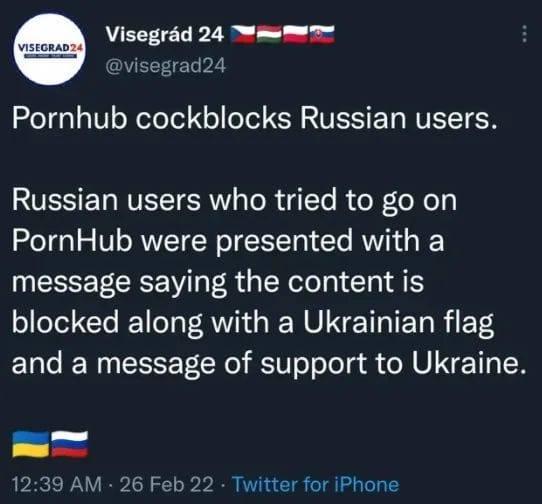 VISEGRAD24
Visegrád 24 🇨🇿🇭🇺🇵🇱🇸🇰
@visegrad24
Pornhub cockblocks Russian users.
Russian users who tried to go on
PornHub were presented with a
message saying the content is
blocked along with a Ukrainian flag
and a message of support to Ukraine.
🇺🇦🇷🇺
12:39 AM · 26 Feb 22 · Twitter for iPhone